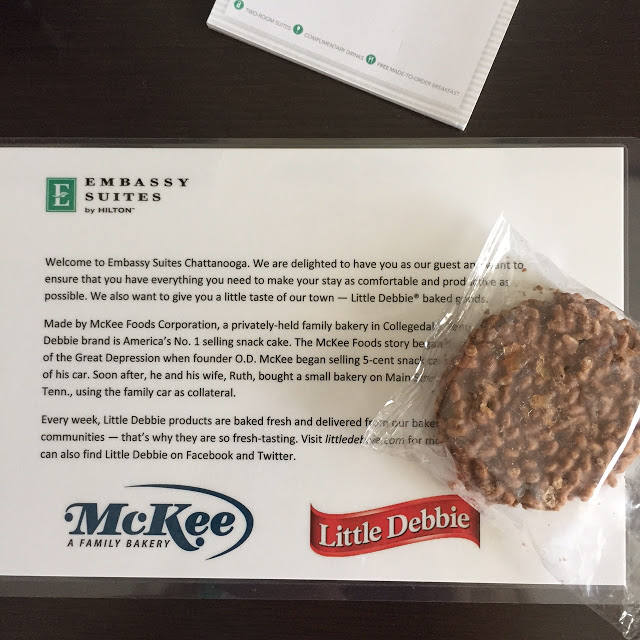 TWO-ROOM SUITES COMPLIMENTARY DRINKS FREE MADE-TO-ORDER BREAKFAST
E EMBASSY
SUITES
by HILTON™
Welcome to Embassy Suites Chattanooga. We are delighted to have you as our guest and want to
ensure that you have everything you need to make your stay as comfortable and productive as
possible. We also want to give you a little taste of our town — Little Debbie® baked goods.
Made by McKee Foods Corporation, a privately-held family bakery in Collegedale,
Debbie brand is America's No. 1 selling snack cake. The McKee Foods story began
of the Great Depression when founder O.D. McKee began selling 5-cent snack
of his car. Soon after, he and his wife, Ruth, bought a small bakery on Main
Tenn., using the family car as collateral.
Every week, Little Debbie products are baked fresh and delivered from our
communities — that's why they are so fresh-tasting. Visit littledebbie.com for
can also find Little Debbie on Facebook and Twitter.
McKee
A FAMILY BAKERY
Little Debbie